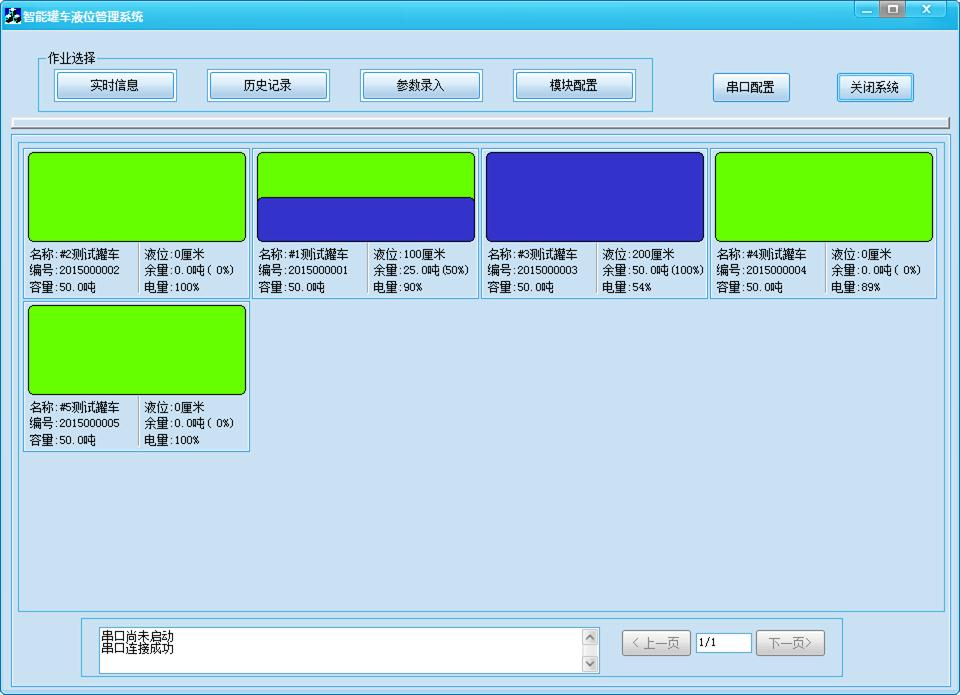 智能罐车液位管理系统
作业选择
实时信息 历史记录 参数录入 模块配置 串口配置 关闭系统
名称:#2测试罐车 液位:0厘米
编号:2015000002 余量:0.0吨( 0%)
容量:50.0吨 电量:100%
名称:#1测试罐车 液位:100厘米
编号:2015000001 余量:25.0吨(50%)
容量:50.0吨 电量:90%
名称:#3测试罐车 液位:200厘米
编号:2015000003 余量:50.0吨(100%)
容量:50.0吨 电量:54%
名称:#4测试罐车 液位:0厘米
编号:2015000004 余量:0.0吨( 0%)
容量:50.0吨 电量:89%
名称:#5测试罐车 液位:0厘米
编号:2015000005 余量:0.0吨( 0%)
容量:50.0吨 电量:100%
串口尚未启动
串口连接成功
<上一页 1/1 下一页>